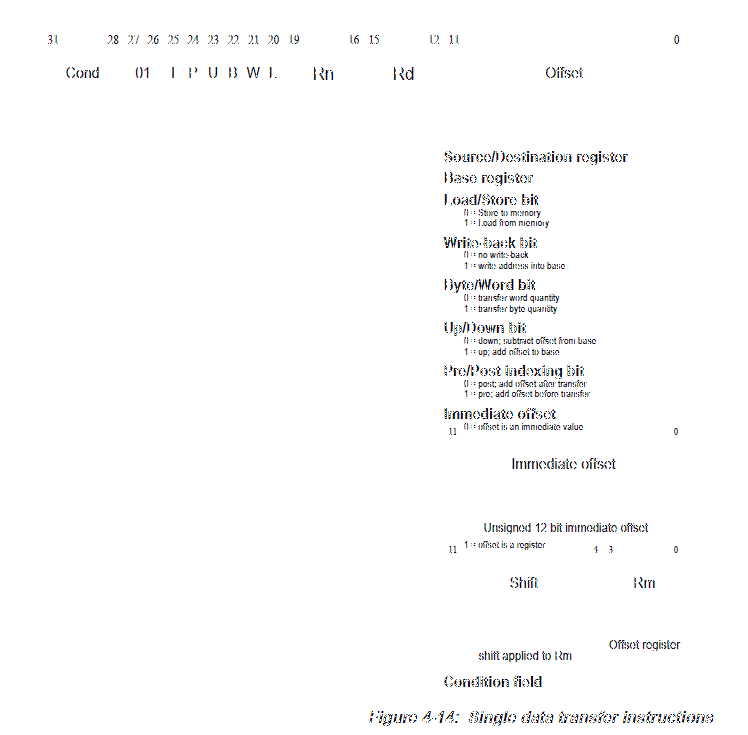 31 28 27 26 25 24 23 22 21 20 19 16 15 12 11 0
Cond 01 I P U B W L Rn Rd Offset
Source/Destination register
Base register
Load/Store bit
0 = Store to memory
1 = Load from memory
Write-back bit
0 = no write-back
1 = write address into base
Byte/Word bit
0 = transfer word quantity
1 = transfer byte quantity
Up/Down bit
0 = down; subtract offset from base
1 = up; add offset to base
Pre/Post indexing bit
0 = post; add offset after transfer
1 = pre; add offset before transfer
Immediate offset
0 = offset is an immediate value
11 0
Immediate offset
Unsigned 12 bit immediate offset
1 = offset is a register
11 4 3 0
Shift Rm
Offset register
shift applied to Rm
Condition field
Figure 4-14: Single data transfer instructions